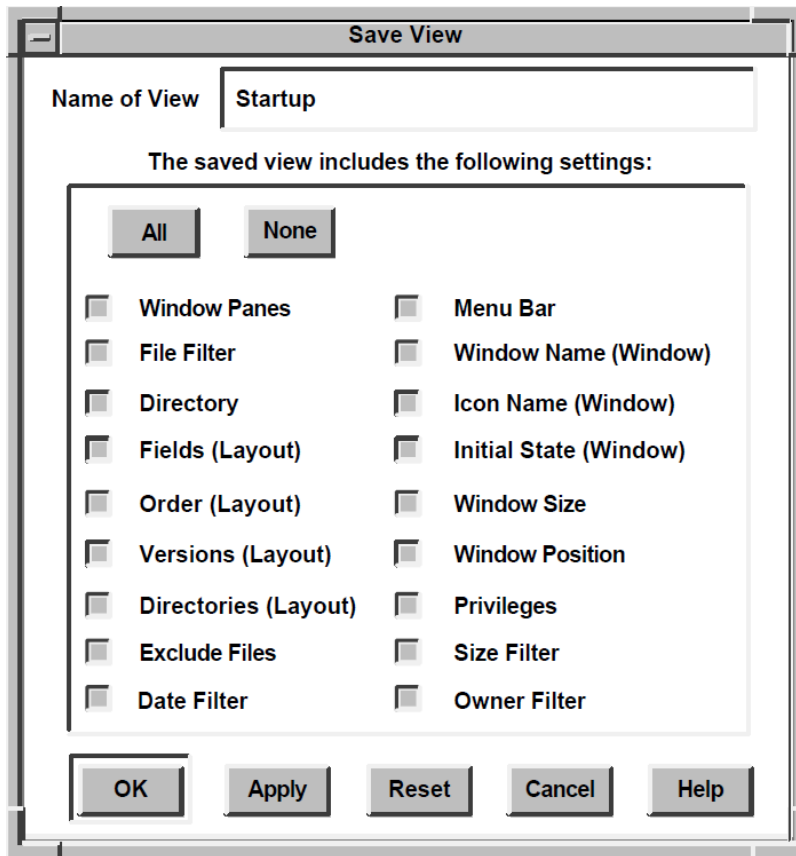 Save View
Name of View Startup
The saved view includes the following settings:
All None
Window Panes Menu Bar
File Filter Window Name (Window)
Directory Icon Name (Window)
Fields (Layout) Initial State (Window)
Order (Layout) Window Size
Versions (Layout) Window Position
Directories (Layout) Privileges
Exclude Files Size Filter
Date Filter Owner Filter
OK Apply Reset Cancel Help